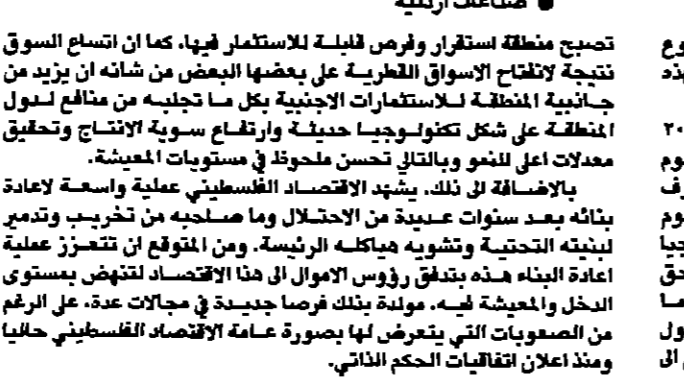 صناعات اردنية
تصبح منطقة استقرار وفرص قابلة للاستثمار فيها، كما ان اتساع السوق
نتيجة لانفتاح الاسواق القطرية على بعضها البعض من شانه ان يزيد من
جانبية المنطقة للاستثمارات الاجنبية بكل ما تجلبه من منافع لدول
المنطقة على شكل تكنولوجيا حديثة وارتفاع سوية الانتاج وتحقيق
معدلات اعلى للنمو وبالتالي تحسن ملحوظ في مستويات المعيشة.
بالاضافة الى ذلك، يشهد الاقتصاد الفلسطيني عملية واسعة لاعادة
بنائه بعد سنوات عديدة من الاحتلال وما صاحبه من تخريب وتدمير
لبنيته التحتية وتشويه هياكله الرئيسة. ومن المتوقع ان تتعزز عملية
اعادة البناء هذه بتدفق رؤوس الاموال الى هذا الاقتصاد لتنهض بمستوى
الدخل والمعيشة فيه، مولدة بذلك فرصا جديدة في مجالات عدة، على الرغم
من الصعوبات التي يتعرض لها بصورة عامة الاقتصاد الفلسطيني حاليا
ومنذ اعلان اتفاقيات الحكم الذاتي.